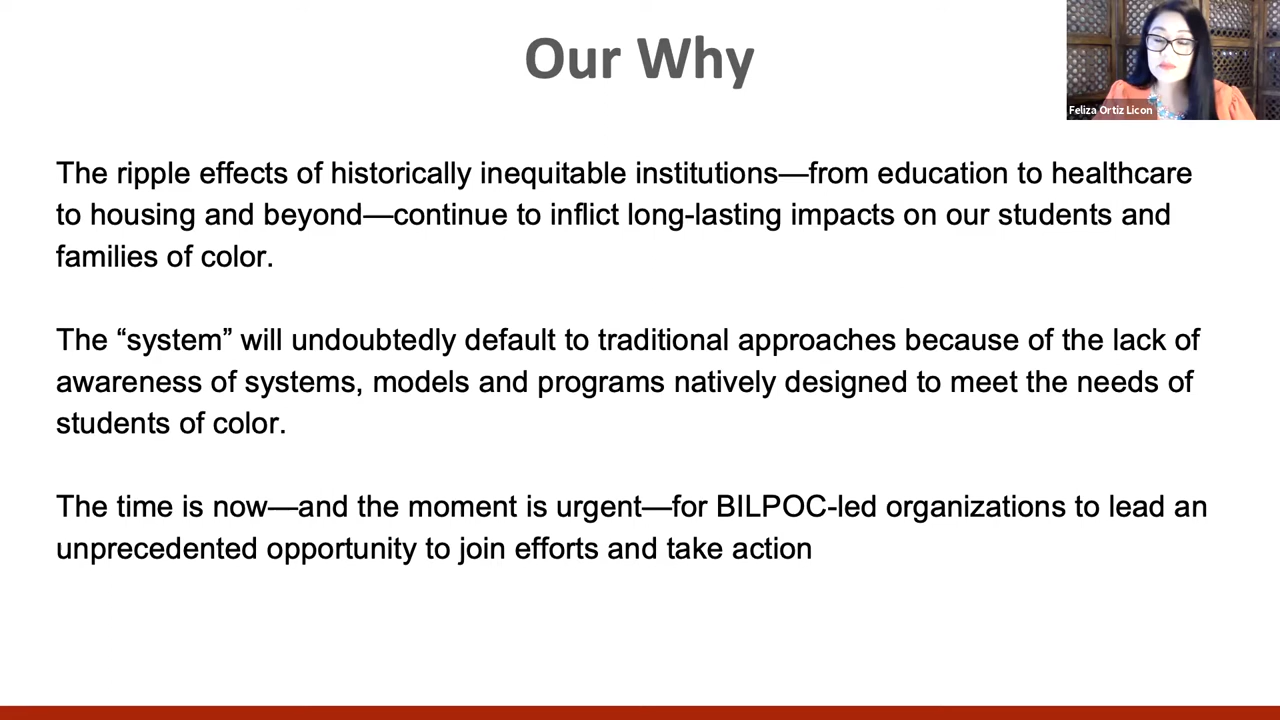 Our Why
Feliza Ortiz Licon
The ripple effects of historically inequitable institutions—from education to healthcare
to housing and beyond—continue to inflict long-lasting impacts on our students and
families of color.
The “system” will undoubtedly default to traditional approaches because of the lack of
awareness of systems, models and programs natively designed to meet the needs of
students of color.
The time is now—and the moment is urgent—for BILPOC-led organizations to lead an
unprecedented opportunity to join efforts and take action